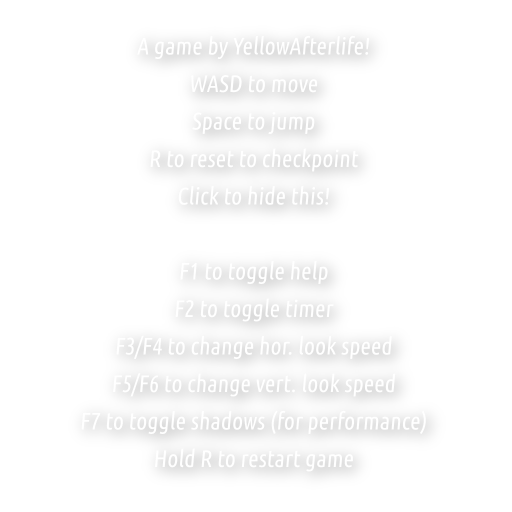 A game by YellowAfterlife!
WASD to move
Space to jump
R to reset to checkpoint
Click to hide this!
F1 to toggle help
F2 to toggle timer
F3/F4 to change hor. look speed
F5/F6 to change vert. look speed
F7 to toggle shadows (for performance)
Hold R to restart game